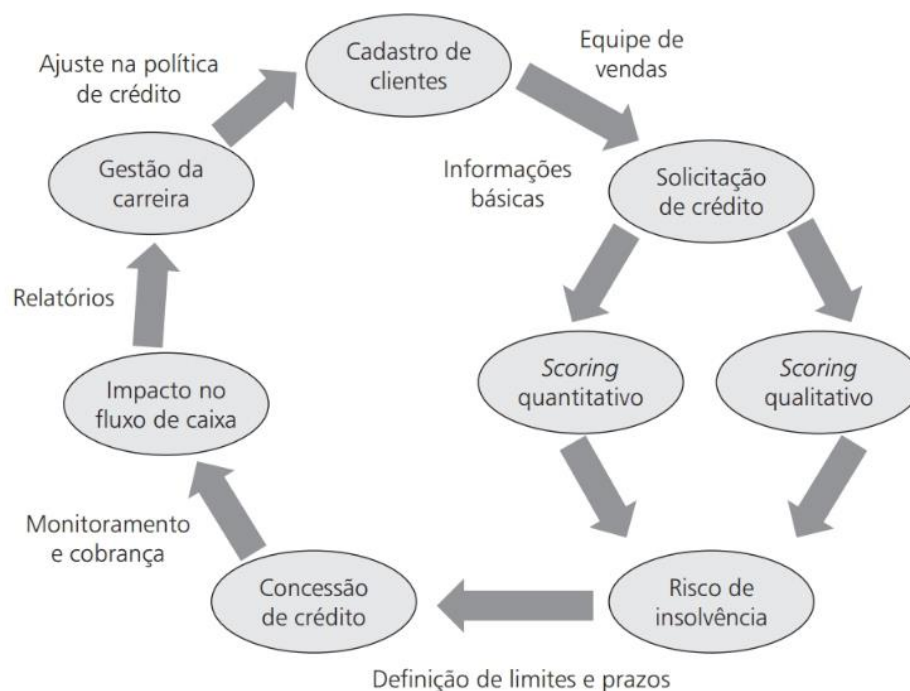 Cadastro de
clientes
Equipe de
vendas
Ajuste na política
de crédito
Gestão da
carreira
Informações
básicas
Solicitação
de crédito
Relatórios
Scoring
quantitativo
Scoring
qualitativo
Impacto no
fluxo de caixa
Monitoramento
e cobrança
Concessão
de crédito
Risco de
insolvência
Definição de limites e prazos